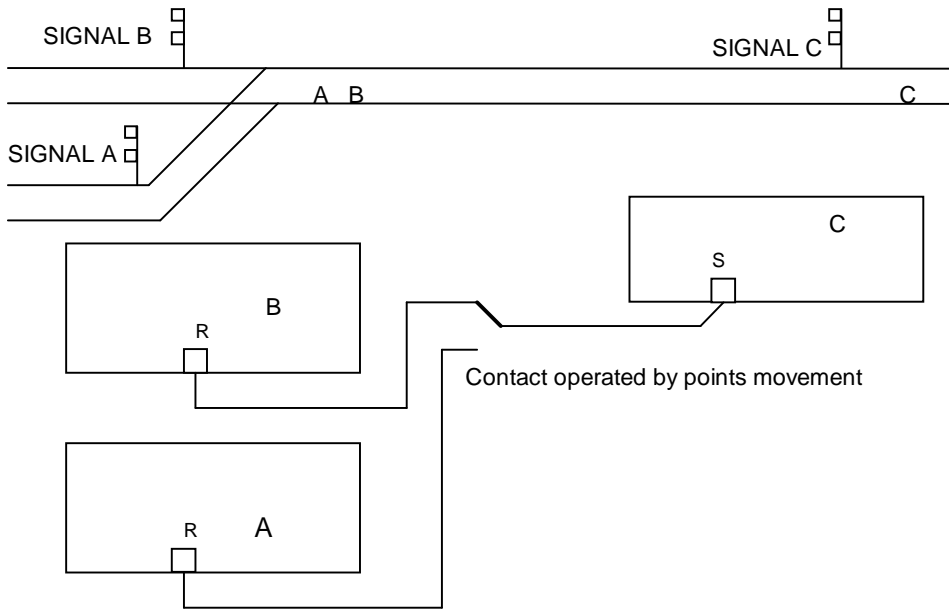 SIGNAL B
SIGNAL C
A B
C
SIGNAL A
C
S
B
R
Contact operated by points movement
R
A